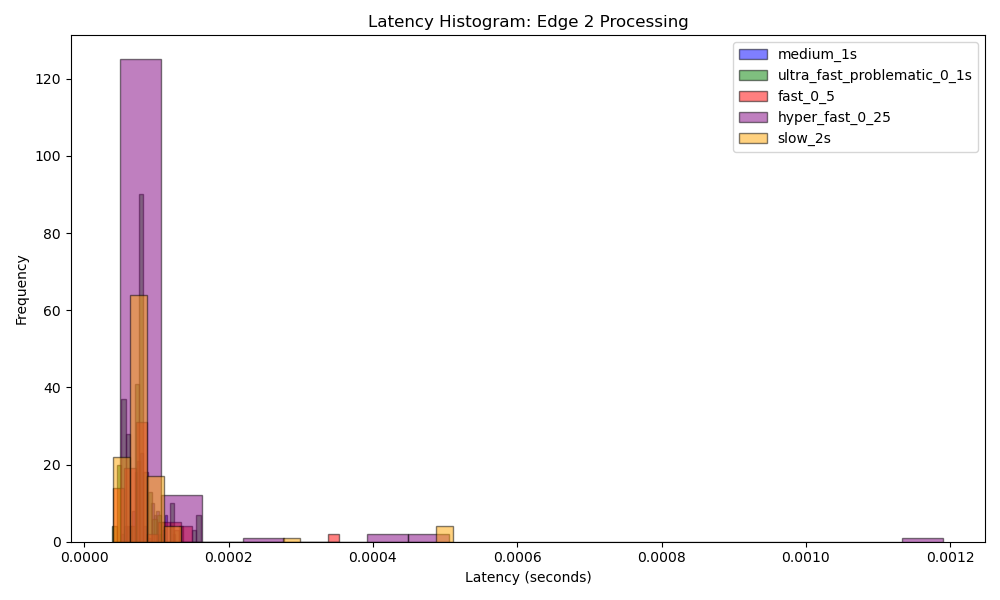 Latency Histogram: Edge 2 Processing
medium_1s
ultra_fast_problematic_0_1s
fast_0_5
hyper_fast_0_25
slow_2s
Frequency
120
100
80
60
40
20
0
0.0000
0.0002
0.0004
0.0006
0.0008
0.0010
0.0012
Latency (seconds)